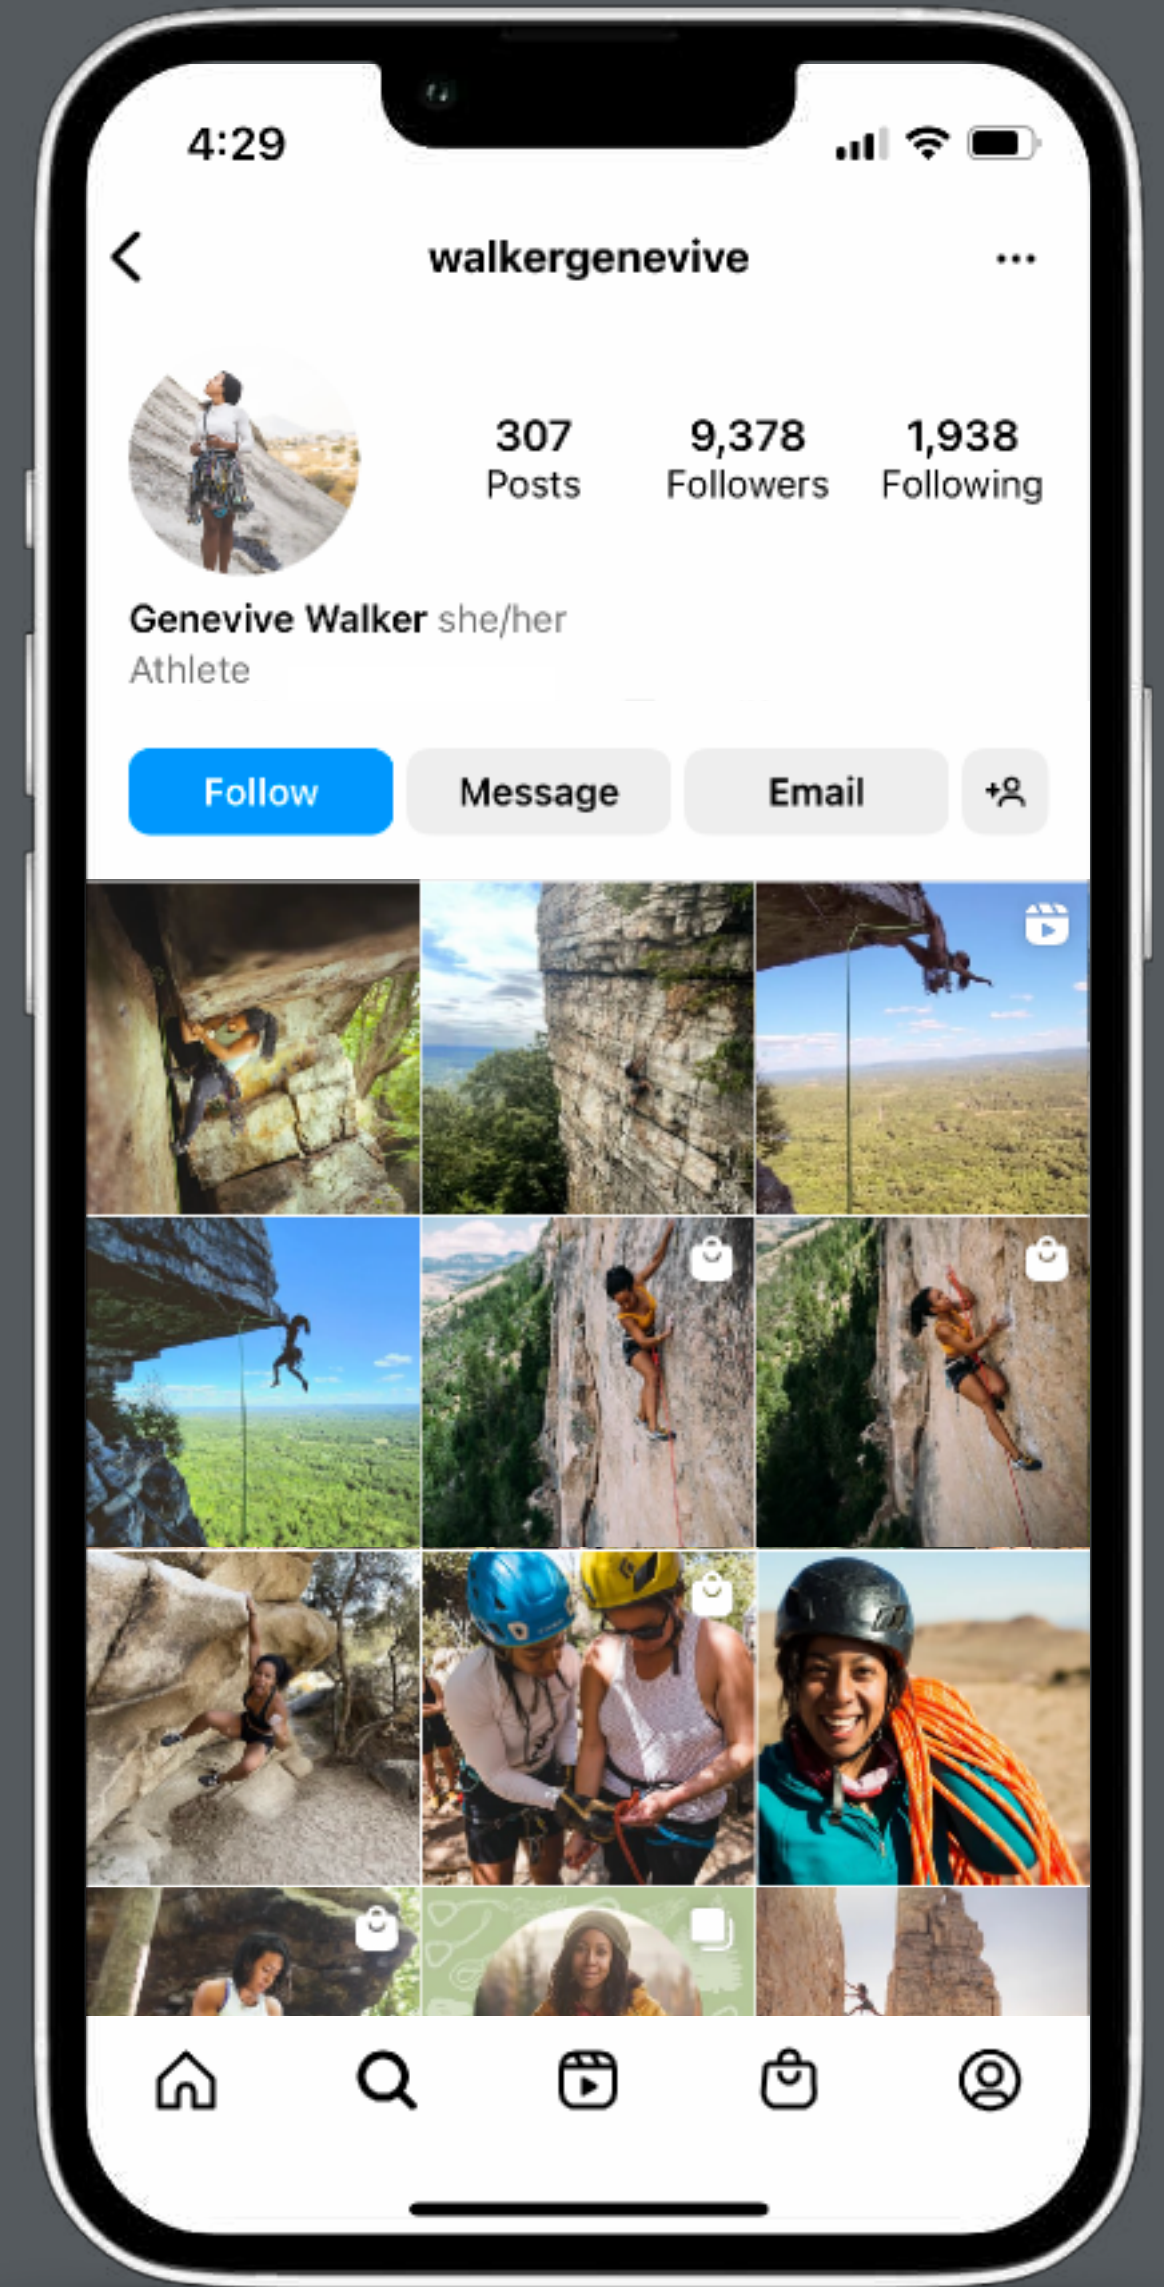 4:29
walkergenevive
307 9,378 1,938
Posts Followers Following
Genevive Walker she/her
Athlete
Follow Message Email